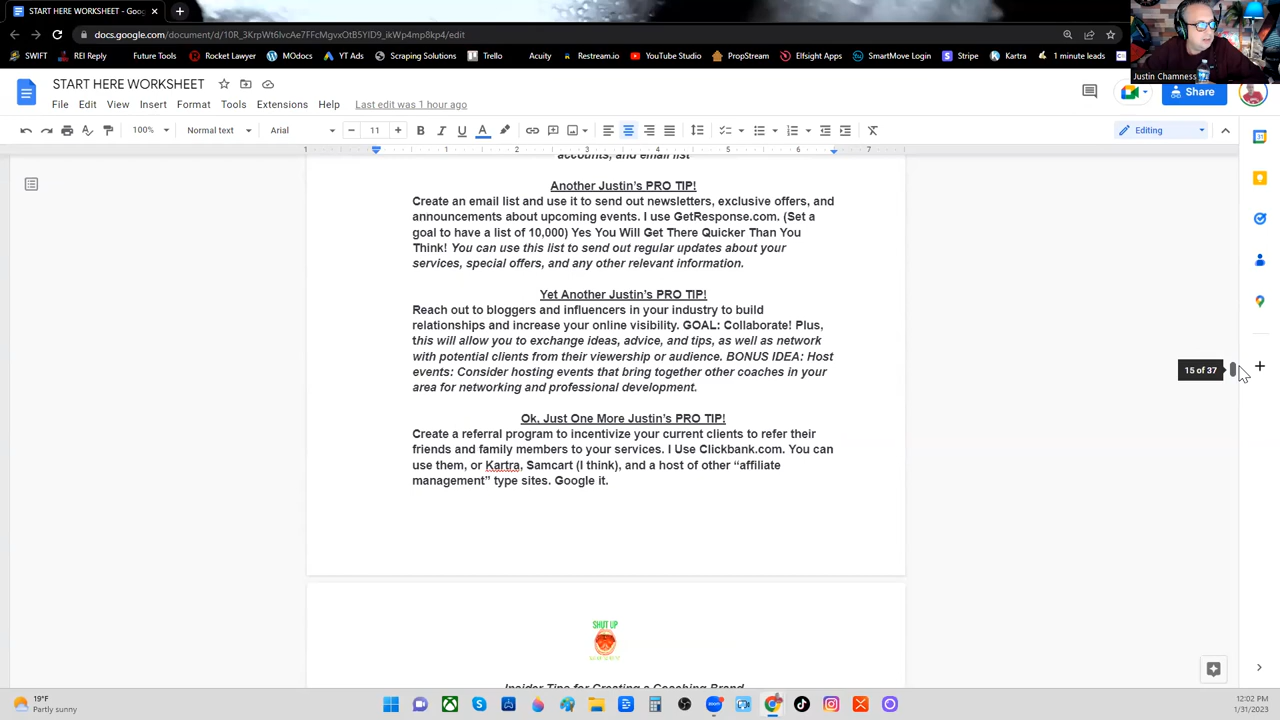 START HERE WORKSHEET - Goog
docs.google.com/document/d/10R_3KrpWt6lvcAe7FFcMgvxOtB5YlD9_ikWp4mp8kp4/edit
SWIFT
REI Reply
Future Tools
Rocket Lawyer
MOdocs
YT Ads
Scraping Solutions
Trello
Acuity
Restream.io
YouTube Studio
PropStream
Elfsight Apps
SmartMove Login
Stripe
Kartra
1 minute leads
Justin Chamness
START HERE WORKSHEET
File Edit View Insert Format Tools Extensions Help Last edit was 1 hour ago
Share
100% Normal text Arial 11 Editing
1 1 2 3 4 5 6 7
accounts, and email list
Another Justin's PRO TIP!
Create an email list and use it to send out newsletters, exclusive offers, and
announcements about upcoming events. I use GetResponse.com. (Set a
goal to have a list of 10,000) Yes You Will Get There Quicker Than You
Think! You can use this list to send out regular updates about your
services, special offers, and any other relevant information.
Yet Another Justin's PRO TIP!
Reach out to bloggers and influencers in your industry to build
relationships and increase your online visibility. GOAL: Collaborate! Plus,
this will allow you to exchange ideas, advice, and tips, as well as network
with potential clients from their viewership or audience. BONUS IDEA: Host
events: Consider hosting events that bring together other coaches in your
area for networking and professional development.
Ok, Just One More Justin's PRO TIP!
Create a referral program to incentivize your current clients to refer their
friends and family members to your services. I Use Clickbank.com. You can
use them, or Kartra, Samcart (I think), and a host of other “affiliate
management” type sites. Google it.
15 of 37
SHUT UP
Insider Tips for Creating a Coaching Brand
19°F
Partly sunny
12:02 PM
1/31/2023